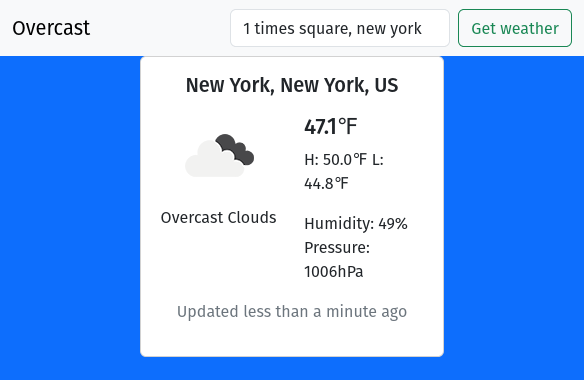 Overcast
1 times square, new york
Get weather
New York, New York, US
47.1°F
H: 50.0°F L:
44.8°F
Overcast Clouds
Humidity: 49%
Pressure:
1006hPa
Updated less than a minute ago